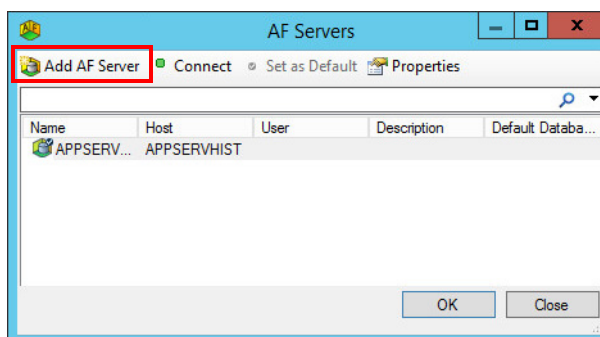 AF Servers
Add AF Server Connect Set as Default Properties
Name Host User Description Default Databa...
APPSERV... APPSERVHIST
OK Close